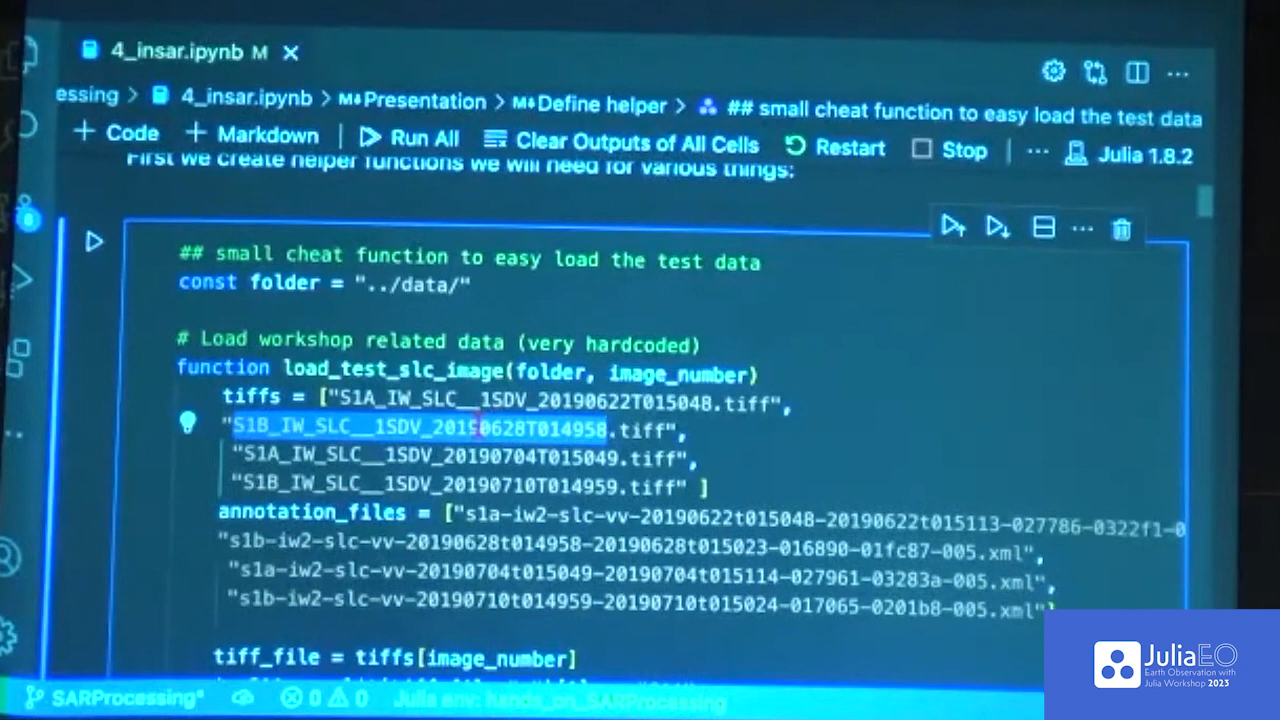 4_insar.ipynb M ×
essing > 4_insar.ipynb > M↓Presentation > M↓Define helper > ## small cheat function to easy load the test data
+ Code + Markdown | Run All Clear Outputs of All Cells Restart Stop | ··· Julia 1.8.2
First we create helper functions we will need for various things:
## small cheat function to easy load the test data
const folder = "../data/"
# Load workshop related data (very hardcoded)
function load_test_slc_image(folder, image_number)
tiffs = ["S1A_IW_SLC__1SDV_20190622T015048.tiff",
"S1B_IW_SLC__1SDV_20190628T014958.tiff",
"S1A_IW_SLC__1SDV_20190704T015049.tiff",
"S1B_IW_SLC__1SDV_20190710T014959.tiff" ]
annotation_files = ["s1a-iw2-slc-vv-20190622t015048-20190622t015113-027786-0322f1-0
"s1b-iw2-slc-vv-20190628t014958-20190628t015023-016890-01fc87-005.xml",
"s1a-iw2-slc-vv-20190704t015049-20190704t015114-027961-03283a-005.xml",
"s1b-iw2-slc-vv-20190710t014959-20190710t015024-017065-0201b8-005.xml"]
tiff_file = tiffs[image_number]
SARProcessing* 0 0 Julia env: hands_on_SARProcessing
JuliaEO
Earth Observation with
Julia Workshop 2023